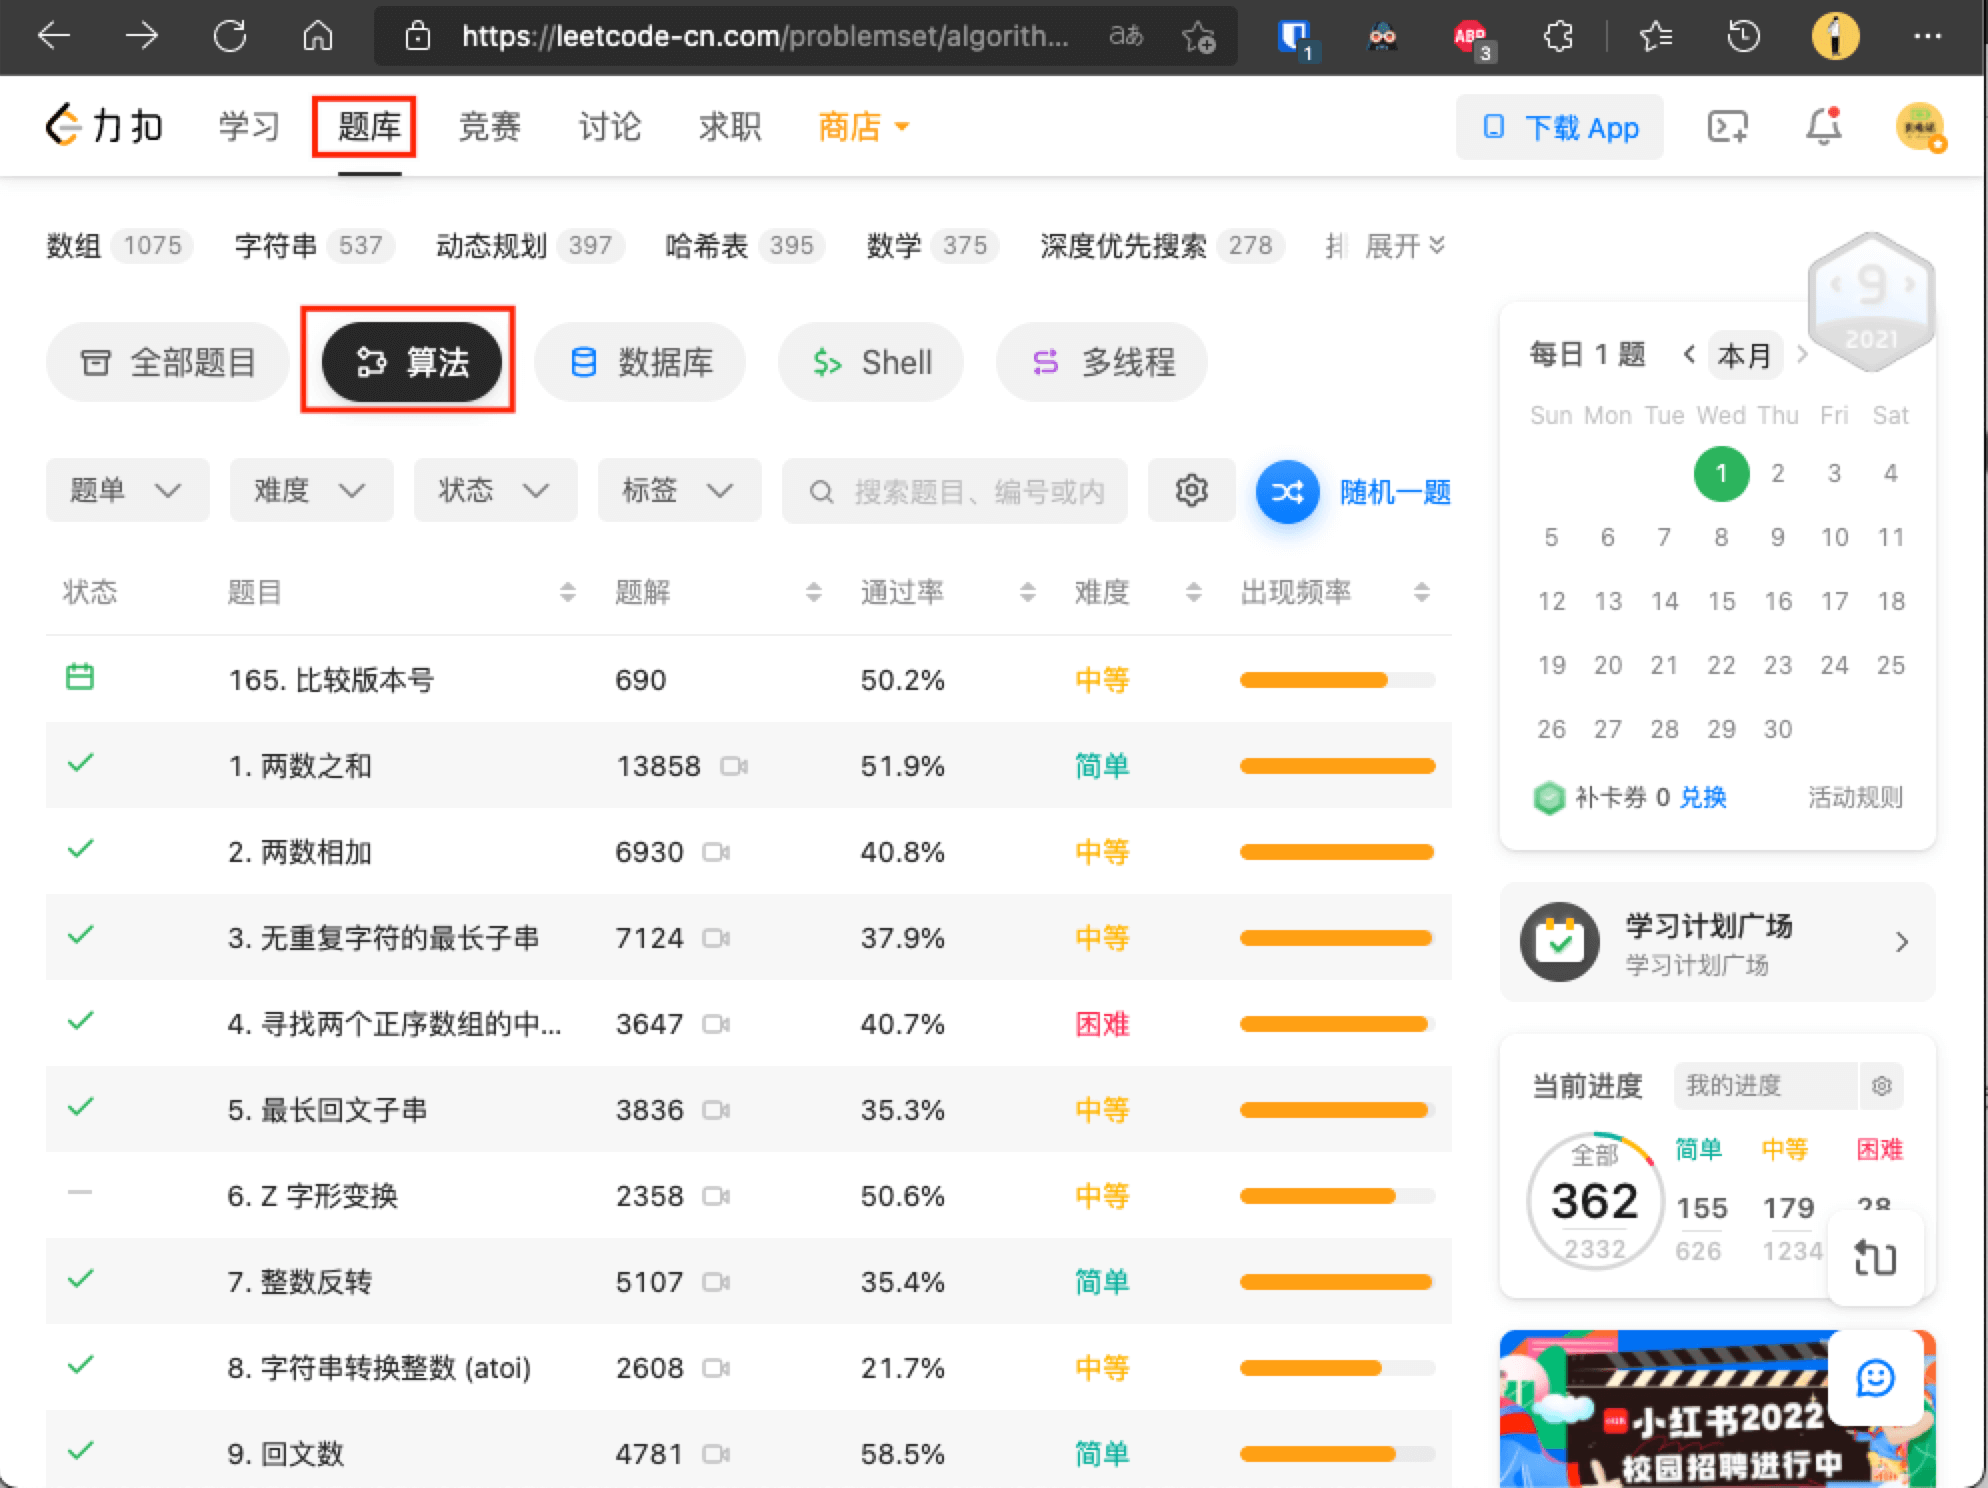 https://leetcode-cn.com/problemset/algorith... aあ 1 ABP 3
力扣 学习 题库 竞赛 讨论 求职 商店 下载 App
数组 1075 字符串 537 动态规划 397 哈希表 395 数学 375 深度优先搜索 278 排 展开
9
2021
全部题目 算法 数据库 $> Shell 多线程
每日 1 题 本月
Sun Mon Tue Wed Thu Fri Sat
1 2 3 4
5 6 7 8 9 10 11
12 13 14 15 16 17 18
19 20 21 22 23 24 25
26 27 28 29 30
补卡券 0 兑换 活动规则
题单 难度 状态 标签 搜索题目、编号或内 随机一题
状态 题目 题解 通过率 难度 出现频率
165. 比较版本号 690 50.2% 中等
1. 两数之和 13858 51.9% 简单
2. 两数相加 6930 40.8% 中等
3. 无重复字符的最长子串 7124 37.9% 中等
4. 寻找两个正序数组的中... 3647 40.7% 困难
5. 最长回文子串 3836 35.3% 中等
6. Z 字形变换 2358 50.6% 中等
7. 整数反转 5107 35.4% 简单
8. 字符串转换整数 (atoi) 2608 21.7% 中等
9. 回文数 4781 58.5% 简单
学习计划广场
学习计划广场
当前进度 我的进度
全部 简单 中等 困难
362 155 179 28
2332 626 1234
小红书2022
校园招聘进行中